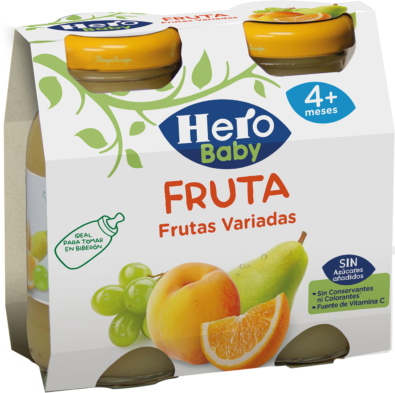 Hero
Baby
4+
meses
FRUTA
Frutas Variadas
IDEAL
PARA TOMAR
EN BIBERÓN
SIN
Azúcares
añadidos
• Sin Conservantes
ni Colorantes
• Fuente de Vitamina C